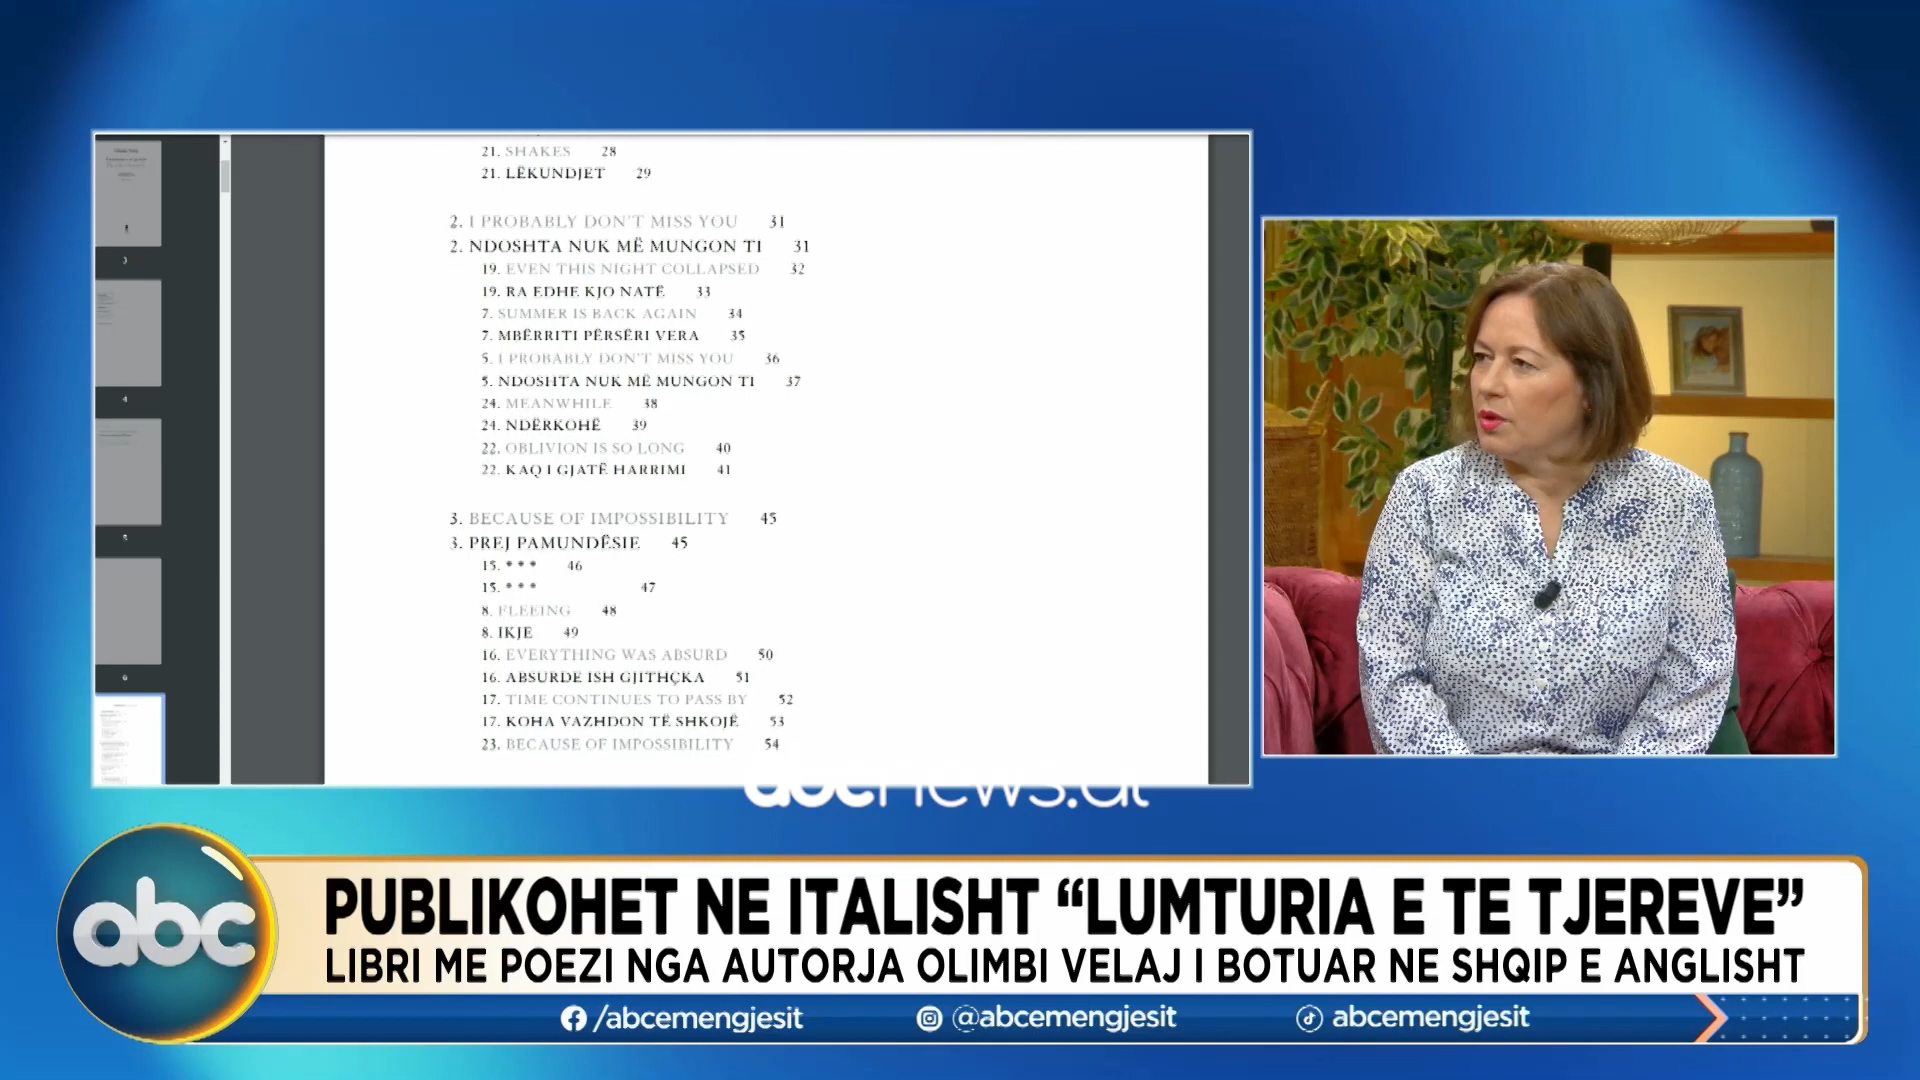 21. SHAKES 28
21. LËKUNDJET 29
2. I PROBABLY DON'T MISS YOU 31
2. NDOSHTA NUK MË MUNGON TI 31
19. EVEN THIS NIGHT COLLAPSED 32
19. RA EDHE KJO NATË 33
7. SUMMER IS BACK AGAIN 34
7. MBËRRITI PËRSËRI VERA 35
5. I PROBABLY DON'T MISS YOU 36
5. NDOSHTA NUK MË MUNGON TI 37
24. MEANWHILE 38
24. NDËRKOHË 39
22. OBLIVION IS SO LONG 40
22. KAQ I GJATË HARRIMI 41
3. BECAUSE OF IMPOSSIBILITY 45
3. PREJ PAMUNDËSIE 45
15. * * * 46
15. * * * 47
8. FLEEING 48
8. IKJE 49
16. EVERYTHING WAS ABSURD 50
16. ABSURDE ISH GJITHÇKA 51
17. TIME CONTINUES TO PASS BY 52
17. KOHA VAZHDON TË SHKOJË 53
23. BECAUSE OF IMPOSSIBILITY 54
3
4
5
6
abcnews.al
abc
PUBLIKOHET NE ITALISHT “LUMTURIA E TE TJEREVE”
LIBRI ME POEZI NGA AUTORJA OLIMBI VELAJ I BOTUAR NE SHQIP E ANGLISHT
/abcemengjesit @abcemengjesit abcemengjesit